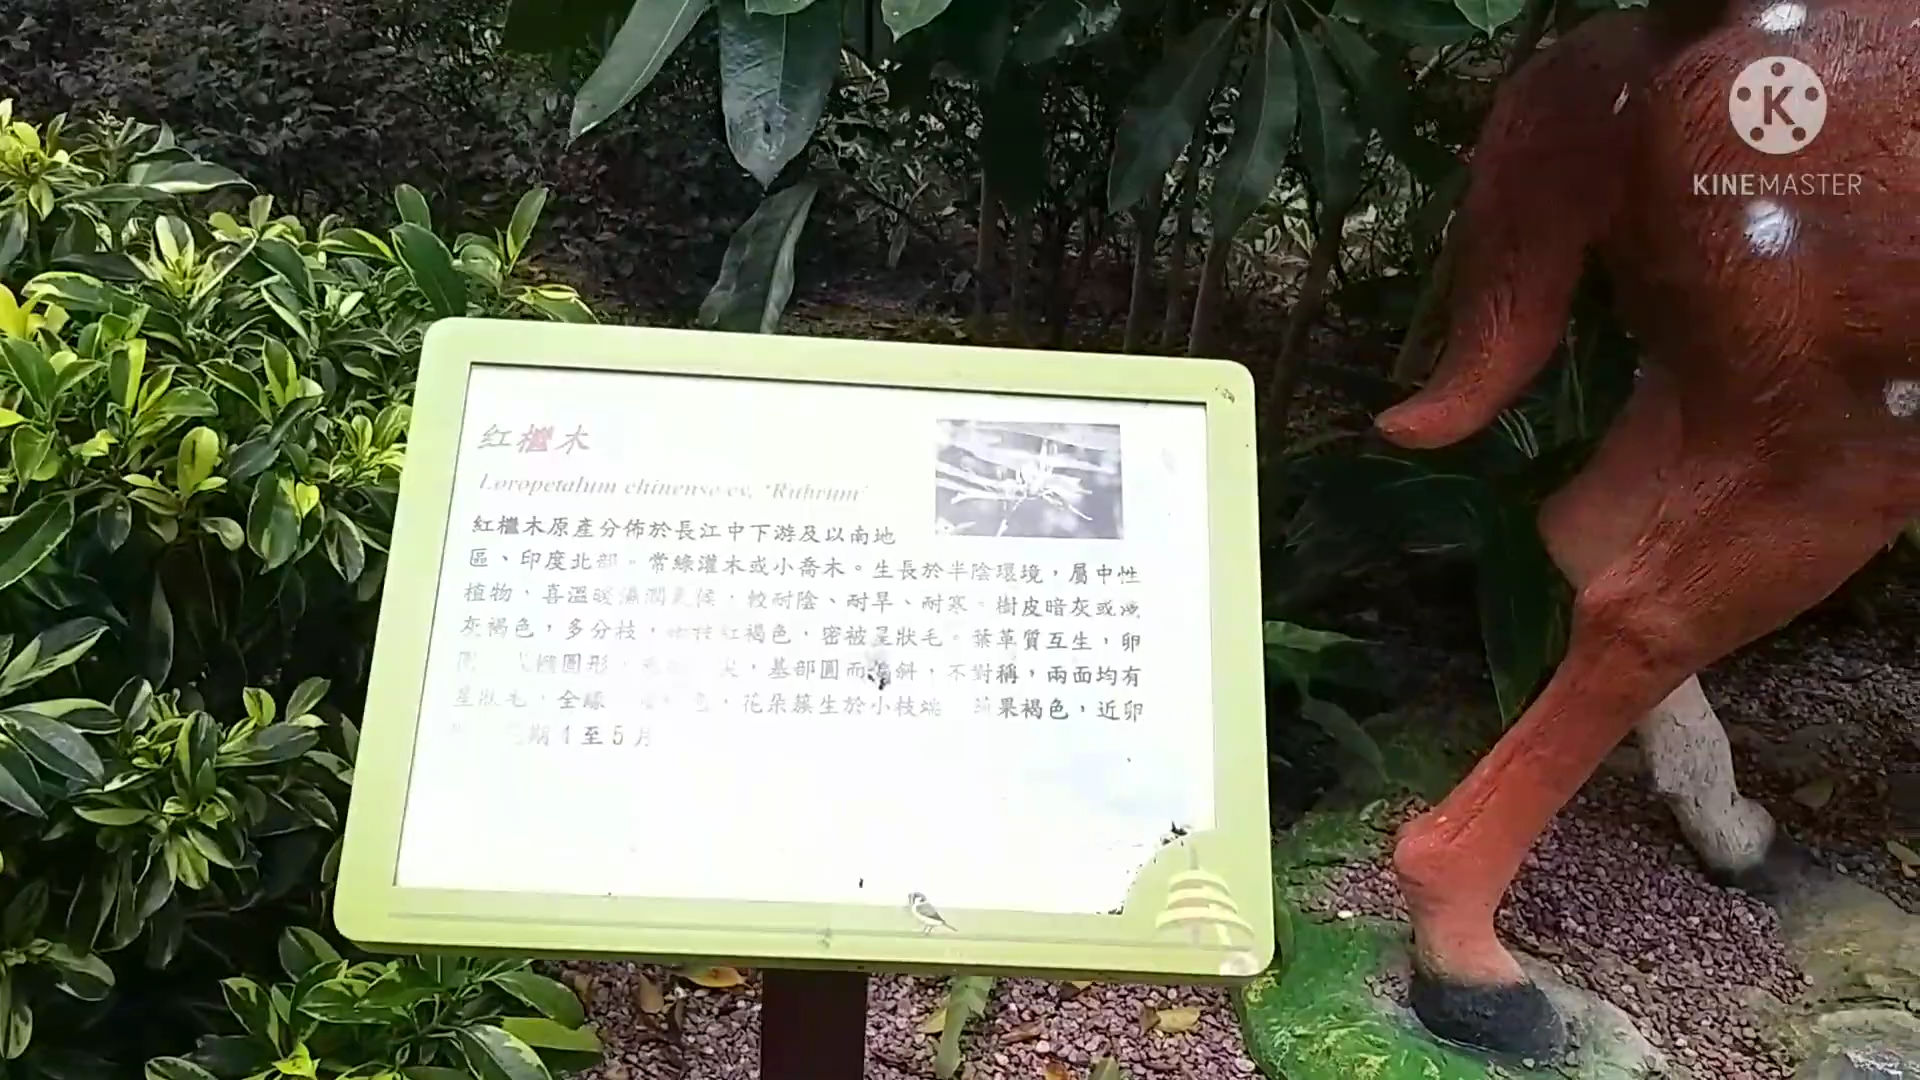 KINEMASTER
红檵木
Loropetalum chinense cv. 'Rubrum'
紅檵木原產分佈於長江中下游及以南地
區、印度北部。常綠灌木或小喬木。生長於半陰環境，屬中性
植物，喜溫暖濕潤氣候，較耐陰、耐旱、耐寒。樹皮暗灰或淺
灰褐色，多分枝，嫩枝紅褐色，密被星狀毛。葉革質互生，卵
橢圓形，尖，基部圓而偏斜，不對稱，兩面均有
星狀毛，全緣，花朵簇生於小枝端 蒴果褐色，近卵
期4至5月